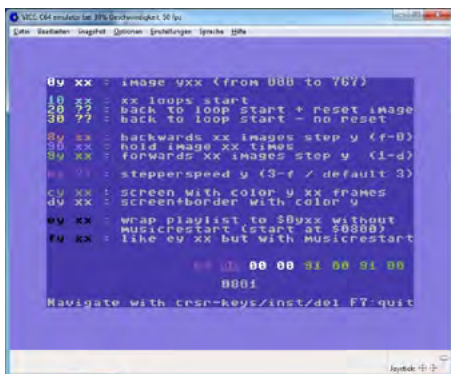 VICE: C64 emulator bei 39% Geschwindigkeit, 50 fps
Datei Bearbeiten Snapshot Optionen Einstellungen Sprache Hilfe
0y xx = image yxx (from 000 to 767)
10 xx = xx loops start
20 ?? = back to loop start + reset image
30 ?? = back to loop start - no reset
8y xx = backwards xx images step y (f-0)
90 xx = hold image xx times
9y xx = forwards xx images step y (1-d)
?? = stepperspeed y (3-f / default 3)
cy xx = screen with color y xx frames
dy xx = screen+border with color y
ey xx = wrap playlist to $0yxx without
musicrestart (start at $0800)
fy xx = like ey xx but with musicrestart
00 00 91 00 91 00
0801
Navigate with crsr-keys/inst/del F7:quit
Joystick: